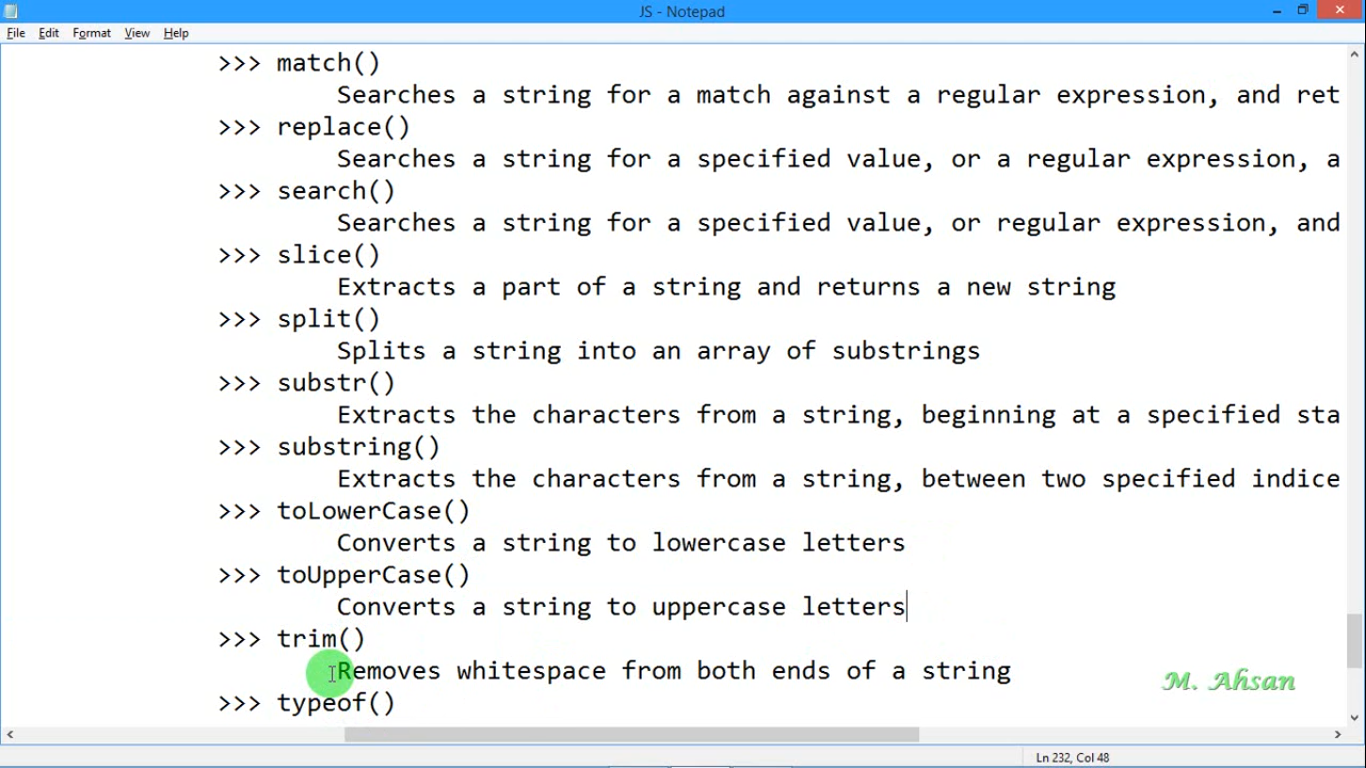 JS - Notepad
File Edit Format View Help
>>> match()
Searches a string for a match against a regular expression, and ret
>>> replace()
Searches a string for a specified value, or a regular expression, a
>>> search()
Searches a string for a specified value, or regular expression, and
>>> slice()
Extracts a part of a string and returns a new string
>>> split()
Splits a string into an array of substrings
>>> substr()
Extracts the characters from a string, beginning at a specified sta
>>> substring()
Extracts the characters from a string, between two specified indice
>>> toLowerCase()
Converts a string to lowercase letters
>>> toUpperCase()
Converts a string to uppercase letters
>>> trim()
Removes whitespace from both ends of a string
M. Ahsan
>>> typeof()
Ln 232, Col 48